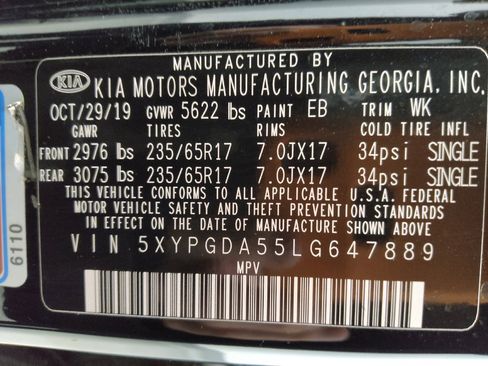 MANUFACTURED BY
KIA KIA MOTORS MANUFACTURING GEORGIA, INC.
OCT/29/19 GVWR 5622 lbs PAINT EB TRIM WK
GAWR TIRES RIMS COLD TIRE INFL
FRONT 2976 lbs 235/65R17 7.0JX17 34psi SINGLE
REAR 3075 lbs 235/65R17 7.0JX17 34psi SINGLE
THIS VEHICLE CONFORMS TO ALL APPLICABLE U.S.A. FEDERAL
MOTOR VEHICLE SAFETY AND THEFT PREVENTION STANDARDS
IN EFFECT ON THE DATE OF MANUFACTURE SHOWN ABOVE
VIN 5XYPGDA55LG647889
MPV
6110